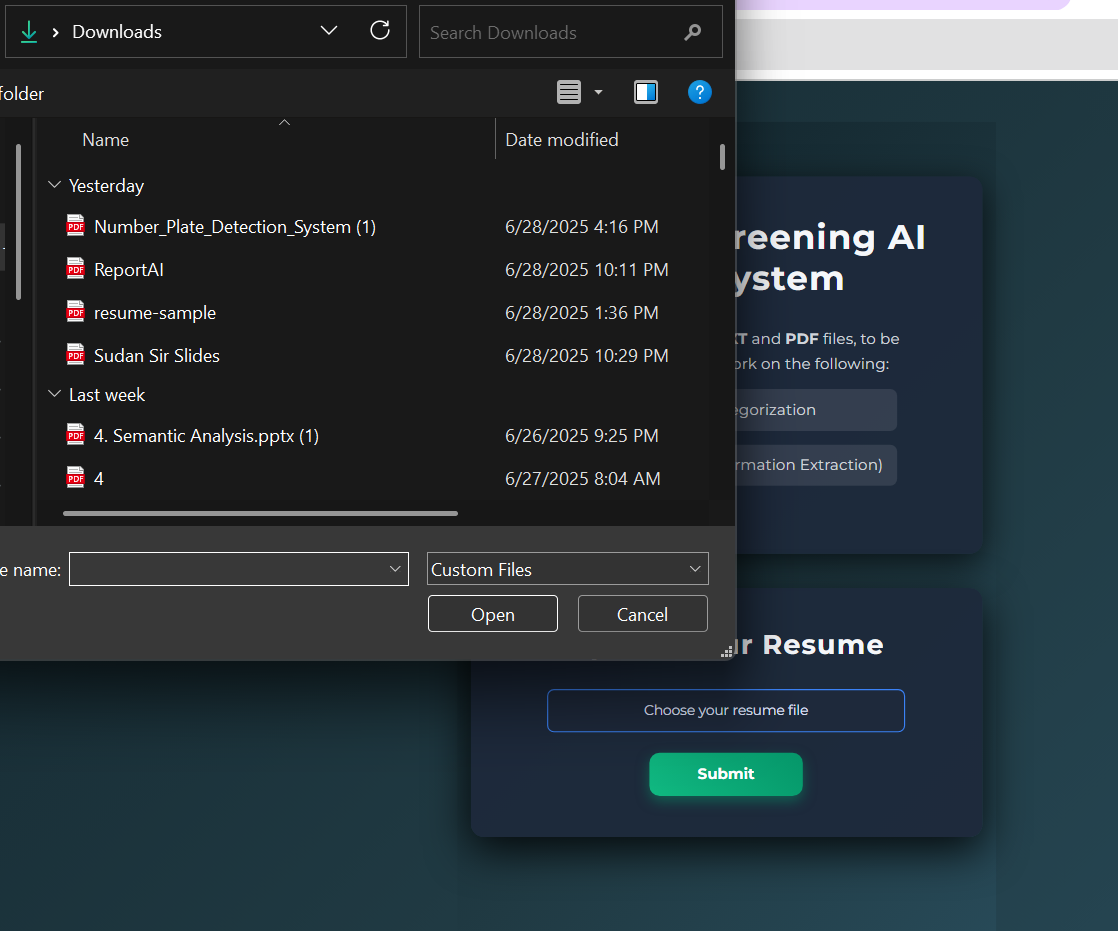 Downloads
Search Downloads
folder
?
Name
Date modified
Yesterday
PDF Number_Plate_Detection_System (1) 6/28/2025 4:16 PM
PDF ReportAI 6/28/2025 10:11 PM
PDF resume-sample 6/28/2025 1:36 PM
PDF Sudan Sir Slides 6/28/2025 10:29 PM
Last week
PDF 4. Semantic Analysis.pptx (1) 6/26/2025 9:25 PM
PDF 4 6/27/2025 8:04 AM
e name:
Custom Files
Open
Cancel
reening AI
ystem
XT and PDF files, to be
ork on the following:
egorization
rmation Extraction)
ur Resume
Choose your resume file
Submit